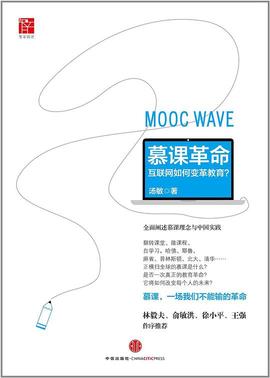 MOOC WAVE
慕课革命
互联网如何变革教育？
汤敏 ◎ 著
全面阐述慕课理念与中国实践
翻转课堂、微课程、
自学习。哈佛、耶鲁、
麻省、普林斯顿、北大、清华……
正横扫全球的慕课是什么？
是否一次真正的教育革命？
它将如何改变每个人的未来？
慕课，一场我们不能输的革命
林毅夫、俞敏洪、徐小平、王强
作序推荐
中信出版社·CHINA CITIC PRESS